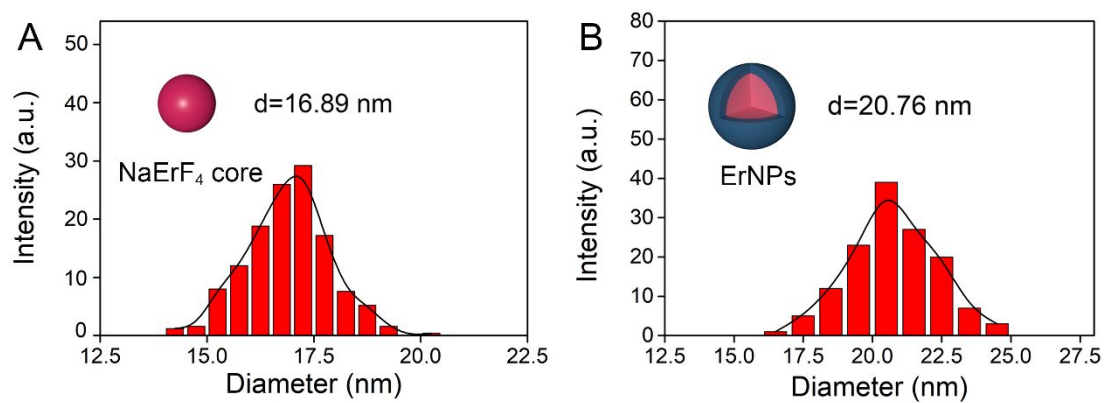 A
50
40
30
20
10
0
Intensity (a.u.)
d=16.89 nm
NaErF₄ core
12.5 15.0 17.5 20.0 22.5
Diameter (nm)
B
80
70
60
50
40
30
20
10
0
Intensity (a.u.)
d=20.76 nm
ErNPs
12.5 17.5 20.0 22.5 25.0 27.5
Diameter (nm)